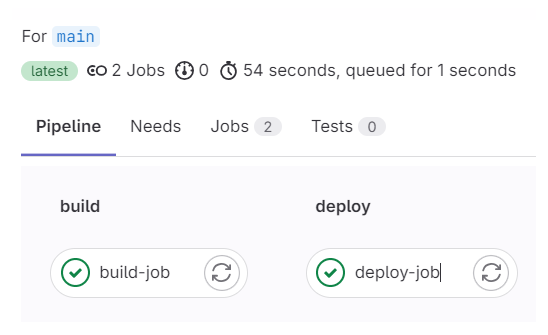 For main
latest 2 Jobs 0 54 seconds, queued for 1 seconds
Pipeline Needs Jobs 2 Tests 0
build deploy
build-job deploy-job